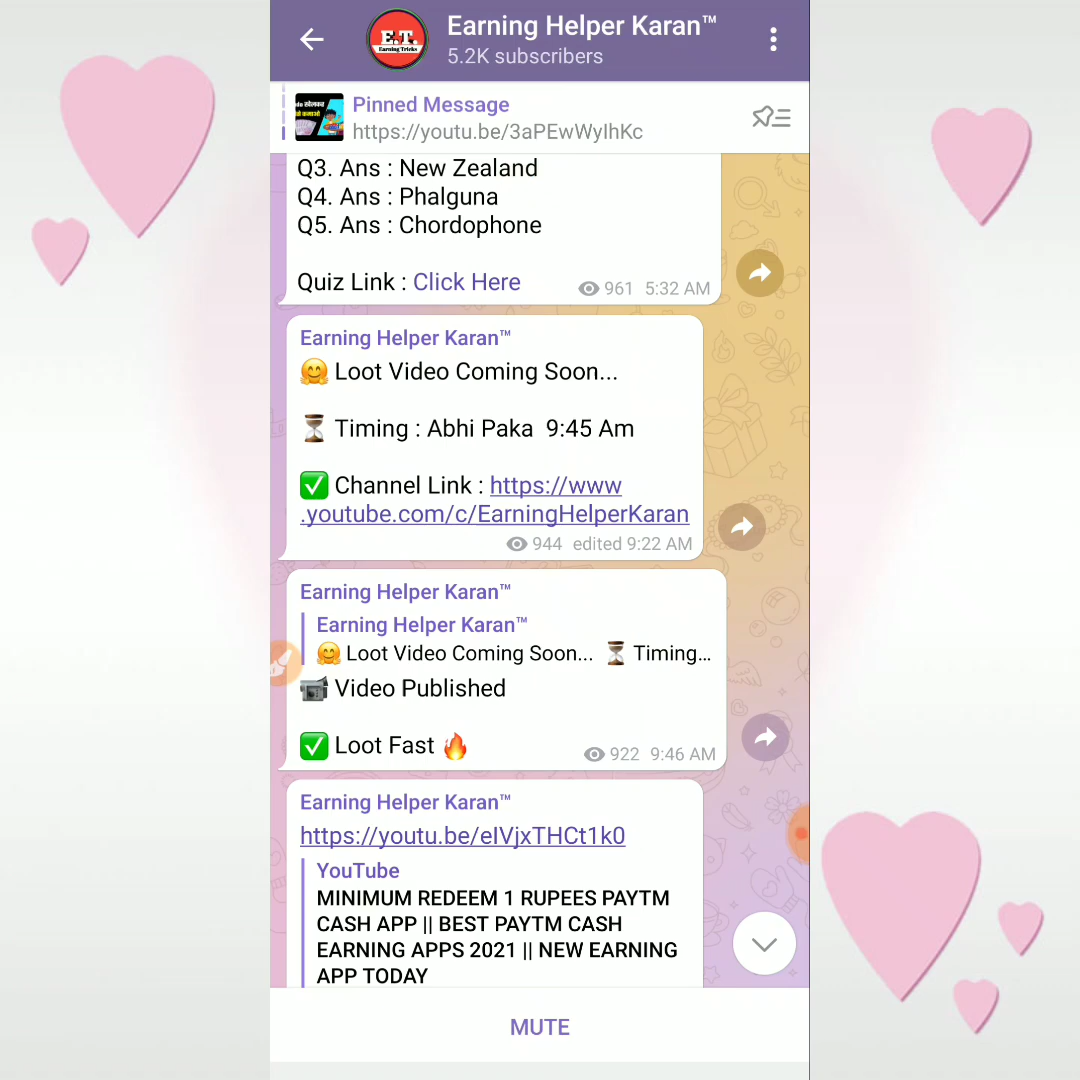 Earning Helper Karan™
E.T.
Earning Tricks
5.2K subscribers
Pinned Message
https://youtu.be/3aPEwWyIhKc
Q3. Ans : New Zealand
Q4. Ans : Phalguna
Q5. Ans : Chordophone
Quiz Link : Click Here
961 5:32 AM
Earning Helper Karan™
🤗 Loot Video Coming Soon...
⏳ Timing : Abhi Paka 9:45 Am
✅ Channel Link : https://www
.youtube.com/c/EarningHelperKaran
944 edited 9:22 AM
Earning Helper Karan™
Earning Helper Karan™
🤗 Loot Video Coming Soon... ⏳ Timing...
🎥 Video Published
✅ Loot Fast 🔥
922 9:46 AM
Earning Helper Karan™
https://youtu.be/eIVjxTHCt1k0
YouTube
MINIMUM REDEEM 1 RUPEES PAYTM
CASH APP || BEST PAYTM CASH
EARNING APPS 2021 || NEW EARNING
APP TODAY
MUTE